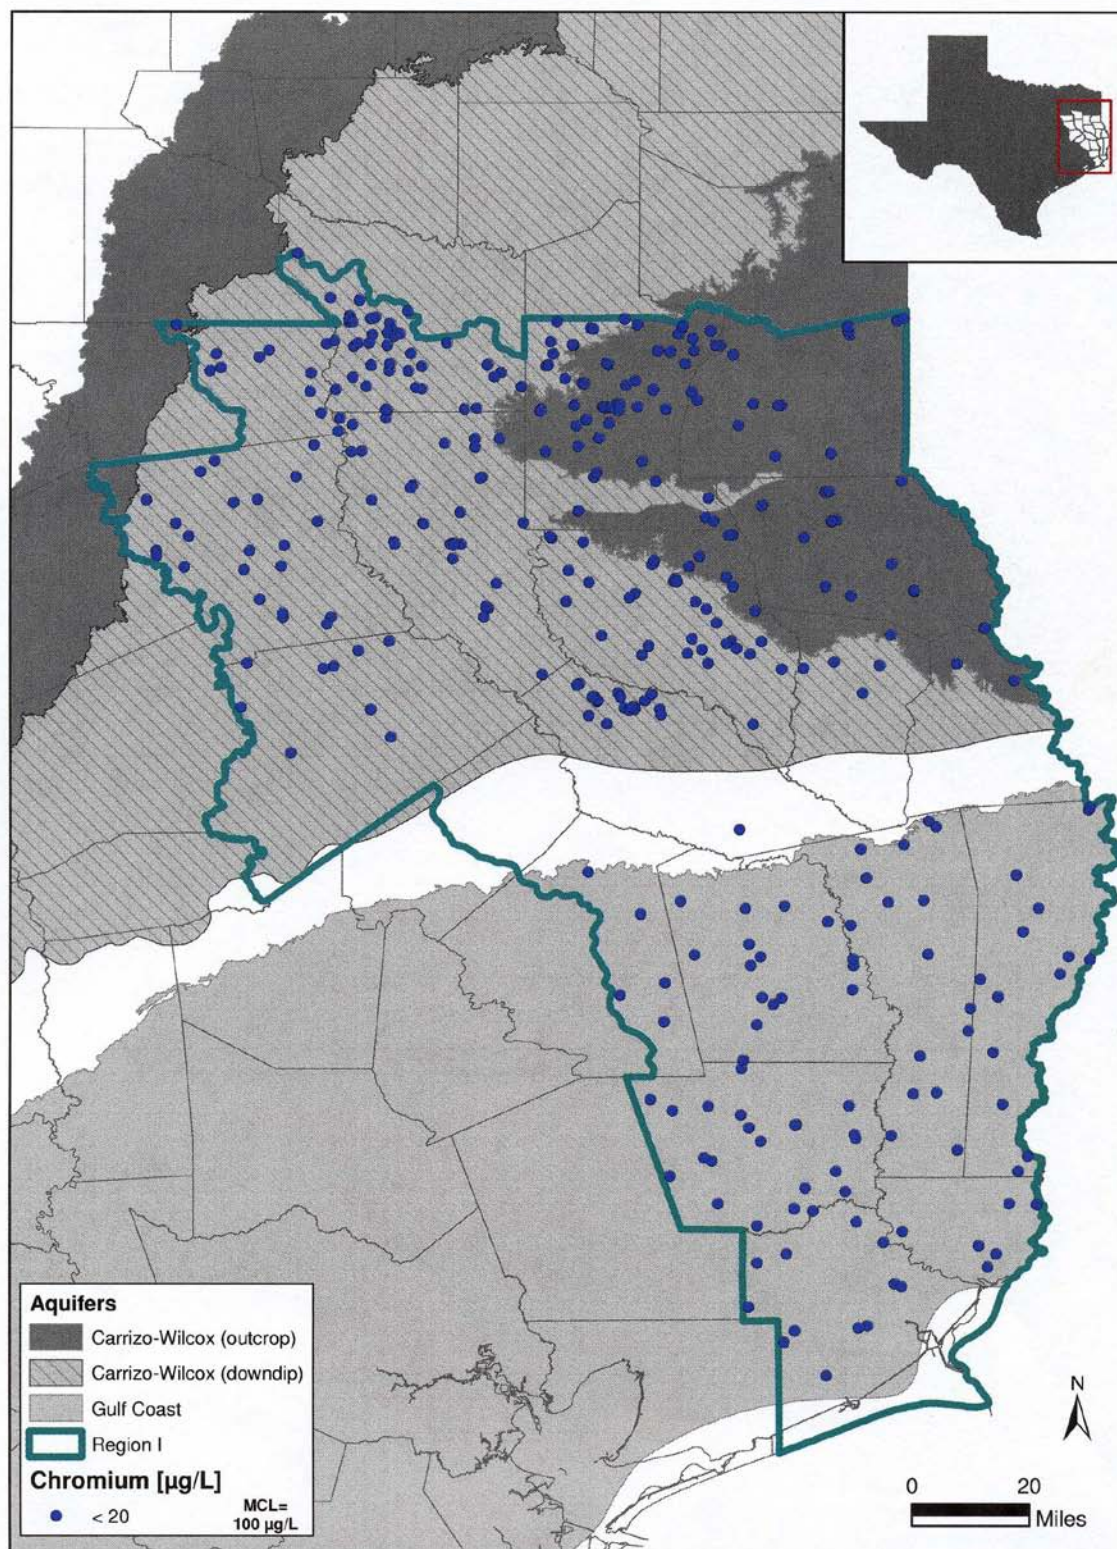 N
Aquifers
Carrizo-Wilcox (outcrop)
Carrizo-Wilcox (downdip)
Gulf Coast
Region I
Chromium [µg/L]
< 20
MCL=
100 µg/L
0 20
Miles